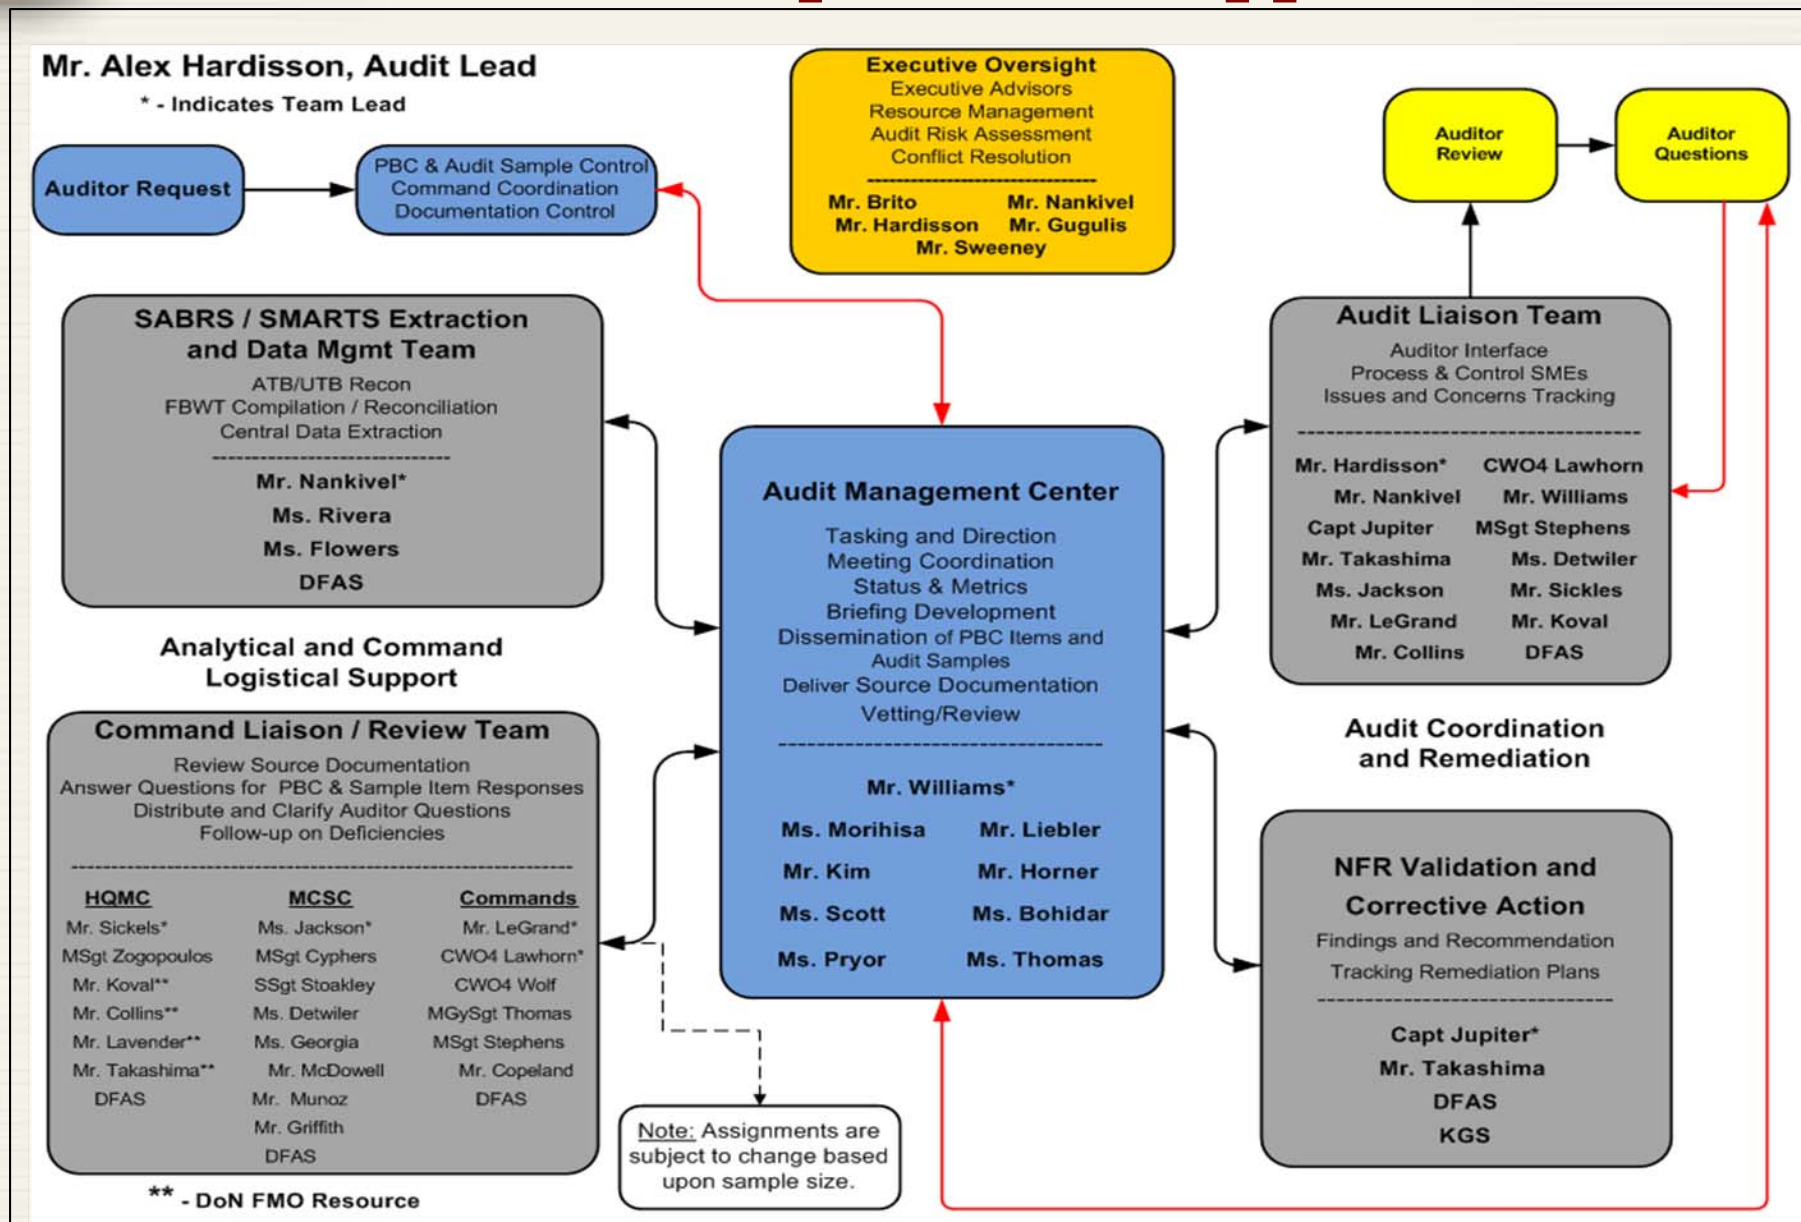 Mr. Alex Hardisson, Audit Lead
* - Indicates Team Lead
Auditor Request
PBC & Audit Sample Control
Command Coordination
Documentation Control
Executive Oversight
Executive Advisors
Resource Management
Audit Risk Assessment
Conflict Resolution
Mr. Brito Mr. Nankivel
Mr. Hardisson Mr. Gugulis
Mr. Sweeney
Auditor
Review
Auditor
Questions
SABRS / SMARTS Extraction
and Data Mgmt Team
ATB/UTB Recon
FBWT Compilation / Reconciliation
Central Data Extraction
Mr. Nankivel*
Ms. Rivera
Ms. Flowers
DFAS
Audit Liaison Team
Auditor Interface
Process & Control SMEs
Issues and Concerns Tracking
Mr. Hardisson* CWO4 Lawhorn
Mr. Nankivel Mr. Williams
Capt Jupiter MSgt Stephens
Mr. Takashima Ms. Detwiler
Ms. Jackson Mr. Sickles
Mr. LeGrand Mr. Koval
Mr. Collins DFAS
Audit Management Center
Tasking and Direction
Meeting Coordination
Status & Metrics
Briefing Development
Dissemination of PBC Items and
Audit Samples
Deliver Source Documentation
Vetting/Review
Mr. Williams*
Ms. Morihisa Mr. Liebler
Mr. Kim Mr. Horner
Ms. Scott Ms. Bohidar
Ms. Pryor Ms. Thomas
Analytical and Command
Logistical Support
Command Liaison / Review Team
Review Source Documentation
Answer Questions for PBC & Sample Item Responses
Distribute and Clarify Auditor Questions
Follow-up on Deficiencies
HQMC MCSC Commands
Mr. Sickels* Ms. Jackson* Mr. LeGrand*
MSgt Zogopoulos MSgt Cyphers CWO4 Lawhorn*
Mr. Koval** SSgt Stoakley CWO4 Wolf
Mr. Collins** Ms. Detwiler MGySgt Thomas
Mr. Lavender** Ms. Georgia MSgt Stephens
Mr. Takashima** Mr. McDowell Mr. Copeland
DFAS Mr. Munoz DFAS
Mr. Griffith
DFAS
** - DoN FMO Resource
Note: Assignments are
subject to change based
upon sample size.
Audit Coordination
and Remediation
NFR Validation and
Corrective Action
Findings and Recommendation
Tracking Remediation Plans
Capt Jupiter*
Mr. Takashima
DFAS
KGS